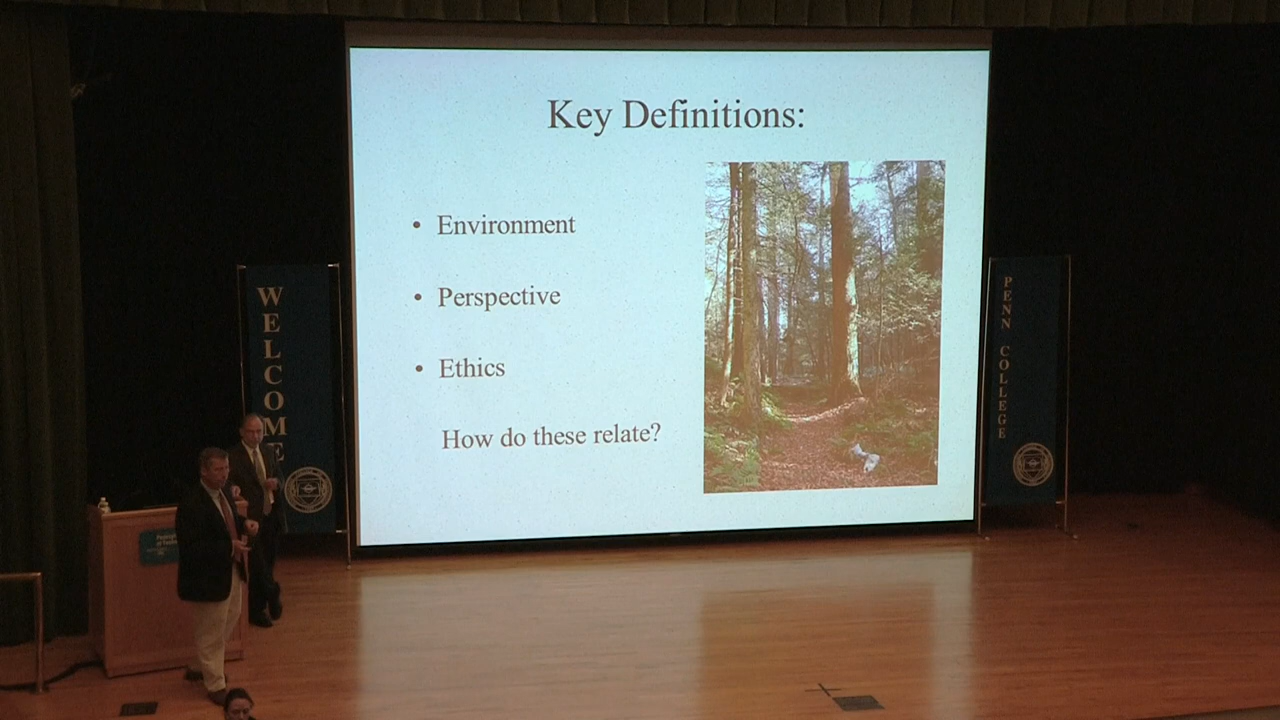 Key Definitions:
• Environment
• Perspective
• Ethics
How do these relate?
WELCOME
PENN COLLEGE